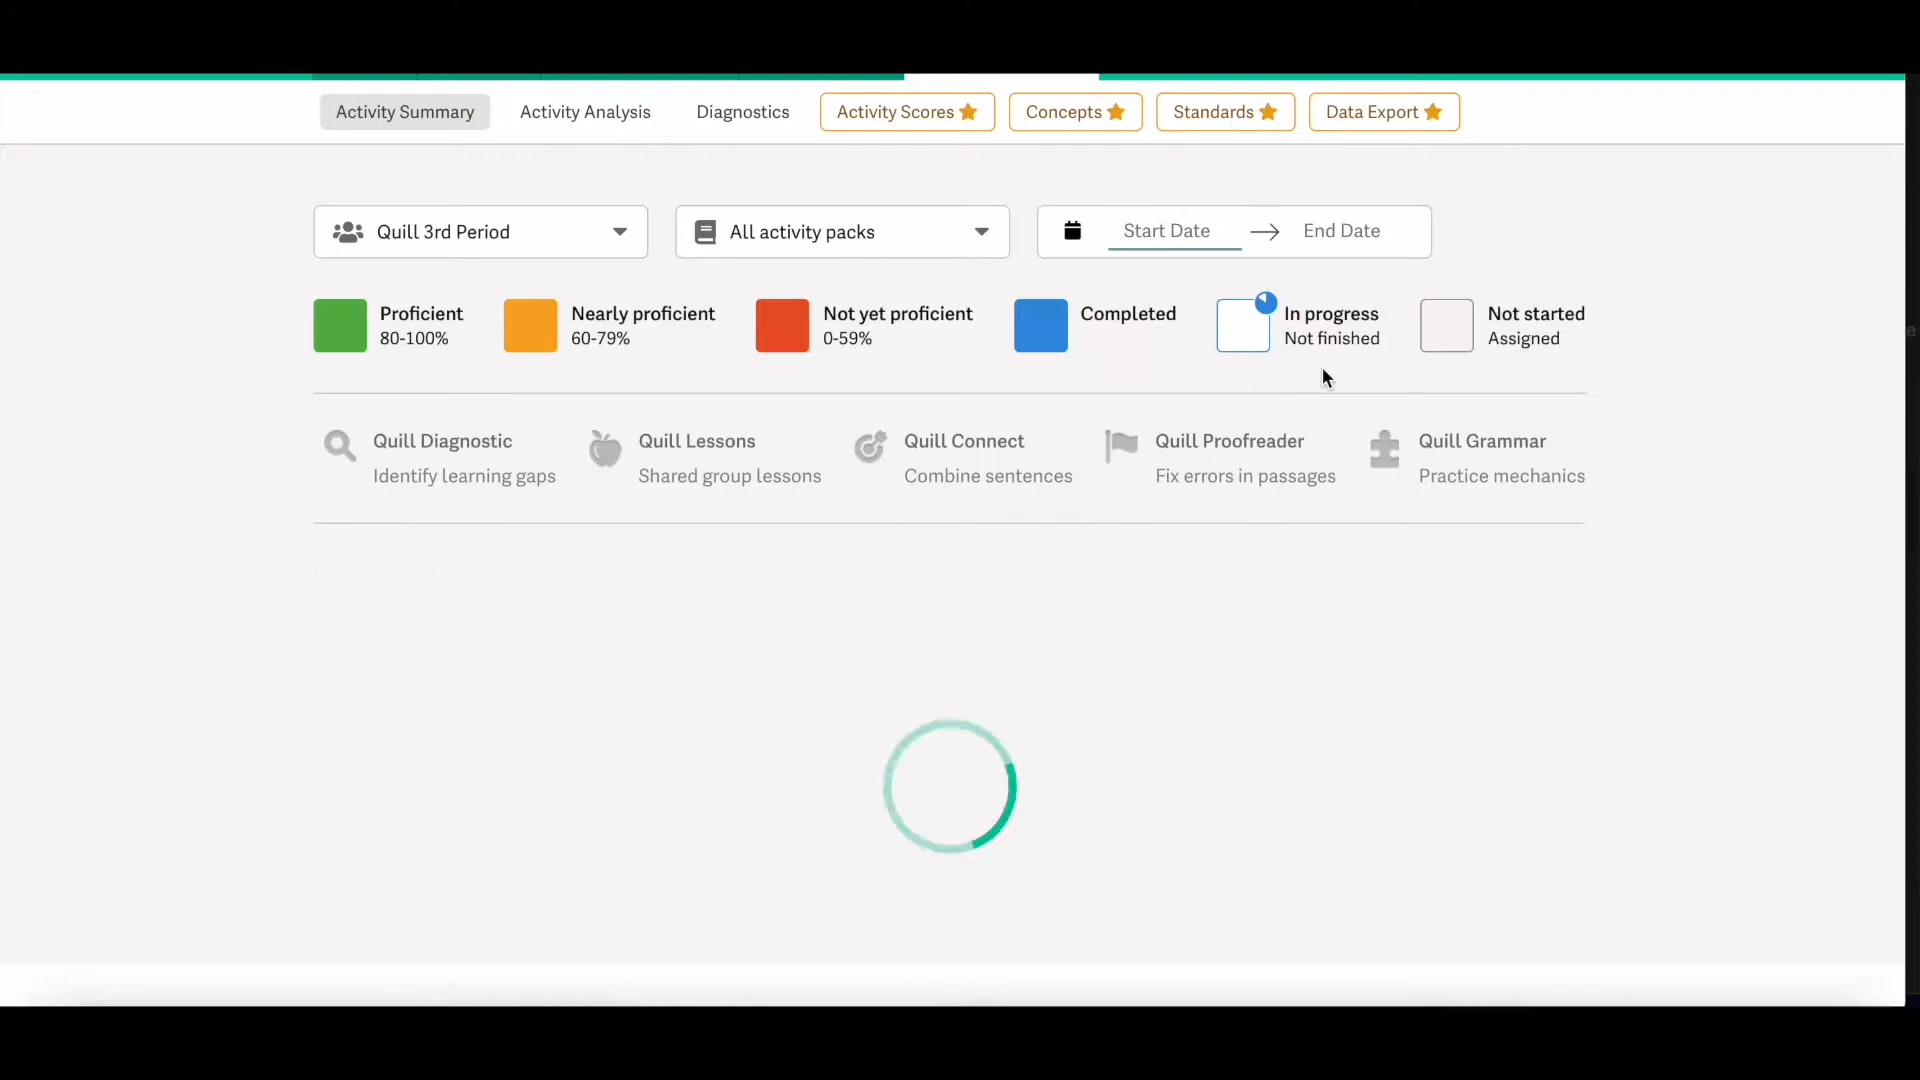 Activity Summary Activity Analysis Diagnostics Activity Scores Concepts Standards Data Export
Quill 3rd Period All activity packs Start Date End Date
Proficient Nearly proficient Not yet proficient Completed In progress Not started
80-100% 60-79% 0-59% Not finished Assigned
Quill Diagnostic Quill Lessons Quill Connect Quill Proofreader Quill Grammar
Identify learning gaps Shared group lessons Combine sentences Fix errors in passages Practice mechanics